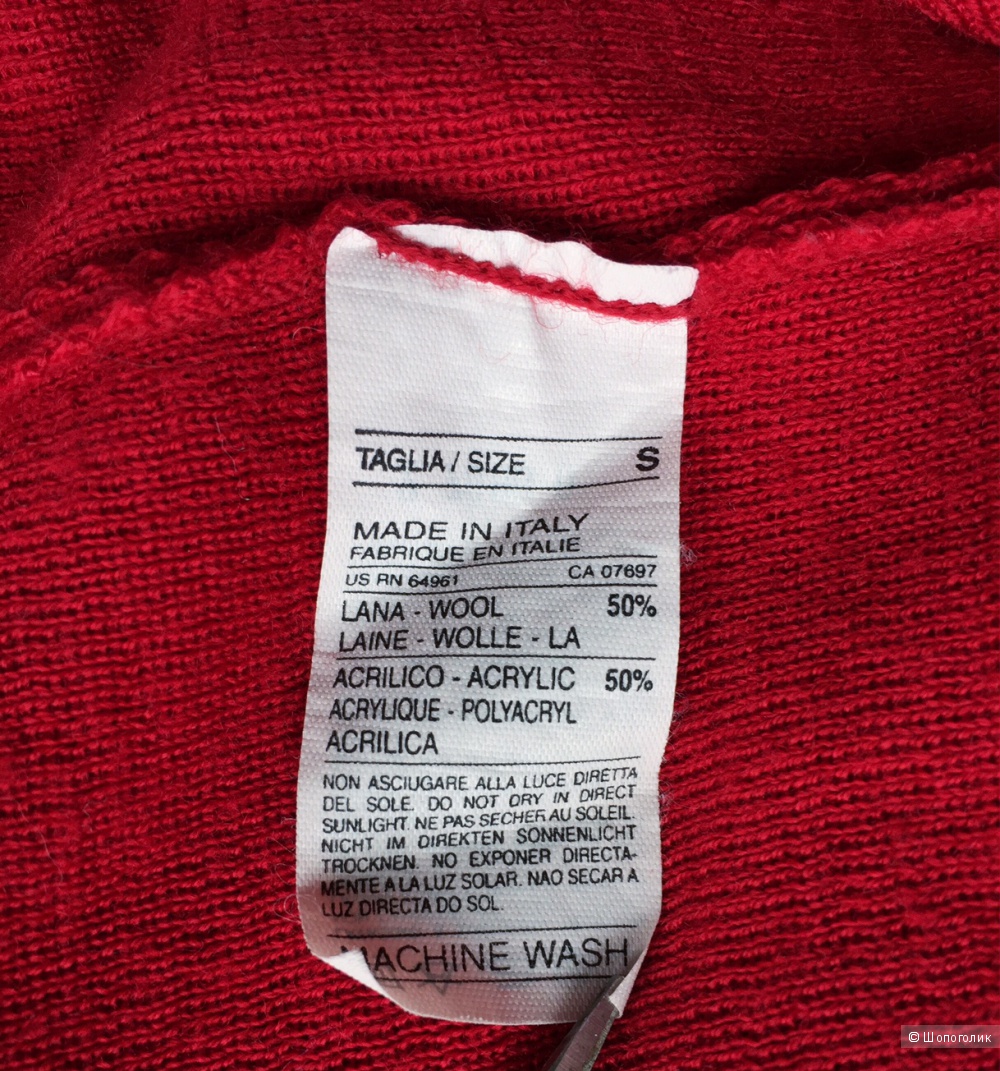 TAGLIA / SIZE S
MADE IN ITALY
FABRIQUE EN ITALIE
US RN 64961 CA 07697
LANA - WOOL 50%
LAINE - WOLLE - LA
ACRILICO - ACRYLIC 50%
ACRYLIQUE - POLYACRYL
ACRILICA
NON ASCIUGARE ALLA LUCE DIRETTA
DEL SOLE. DO NOT DRY IN DIRECT
SUNLIGHT. NE PAS SECHER AU SOLEIL.
NICHT IM DIREKTEN SONNENLICHT
TROCKNEN. NO EXPONER DIRECTA-
MENTE A LA LUZ SOLAR. NAO SECAR A
LUZ DIRECTA DO SOL.
MACHINE WASH
© Шопоголик